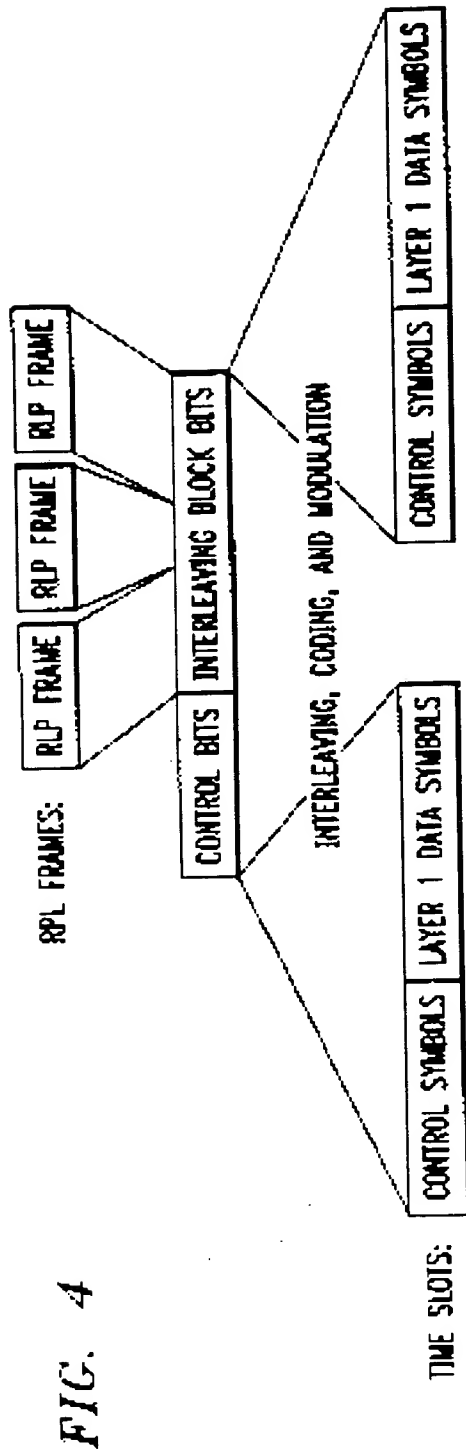 FIG. 4
RPL FRAMES:
RLP FRAME
RLP FRAME
RLP FRAME
CONTROL BITS
INTERLEAVING BLOCK BITS
INTERLEAVING, CODING, AND MODULATION
TIME SLOTS:
CONTROL SYMBOLS
LAYER 1 DATA SYMBOLS
CONTROL SYMBOLS
LAYER 1 DATA SYMBOLS